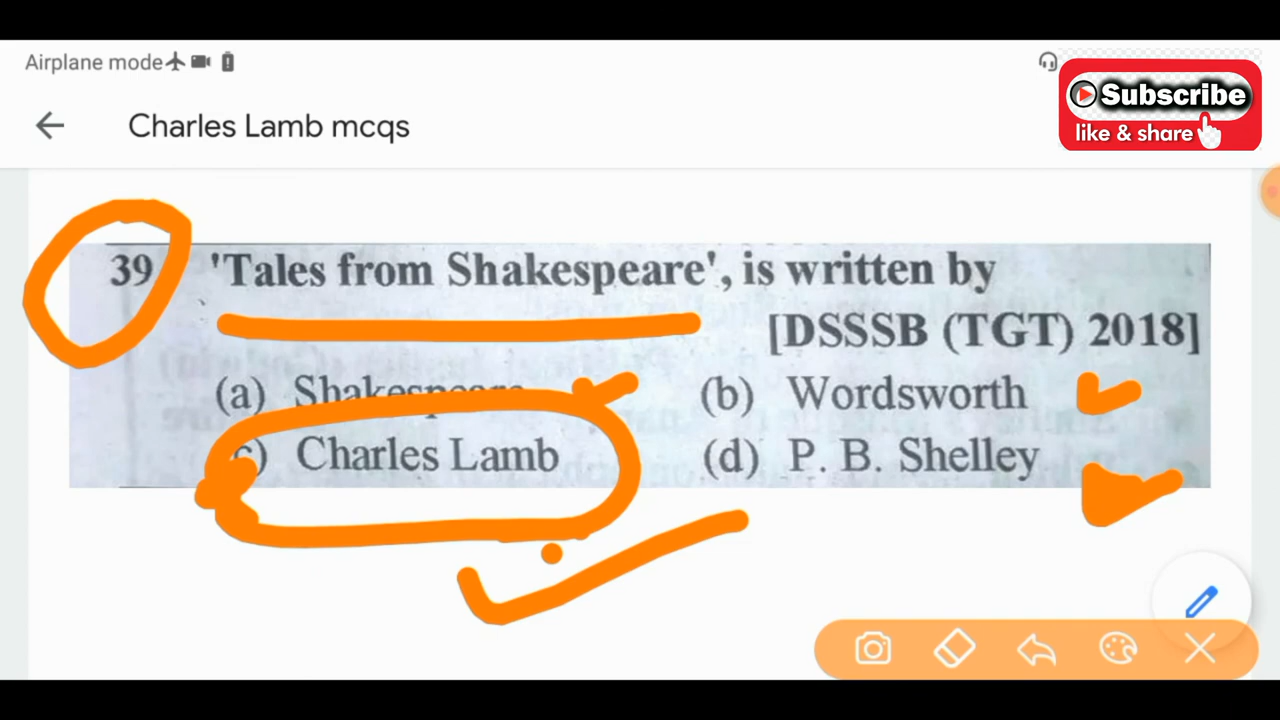 Airplane mode
Subscribe
like & share
Charles Lamb mcqs
39 'Tales from Shakespeare', is written by
[DSSSB (TGT) 2018]
(a) Shakespeare (b) Wordsworth
(c) Charles Lamb (d) P. B. Shelley